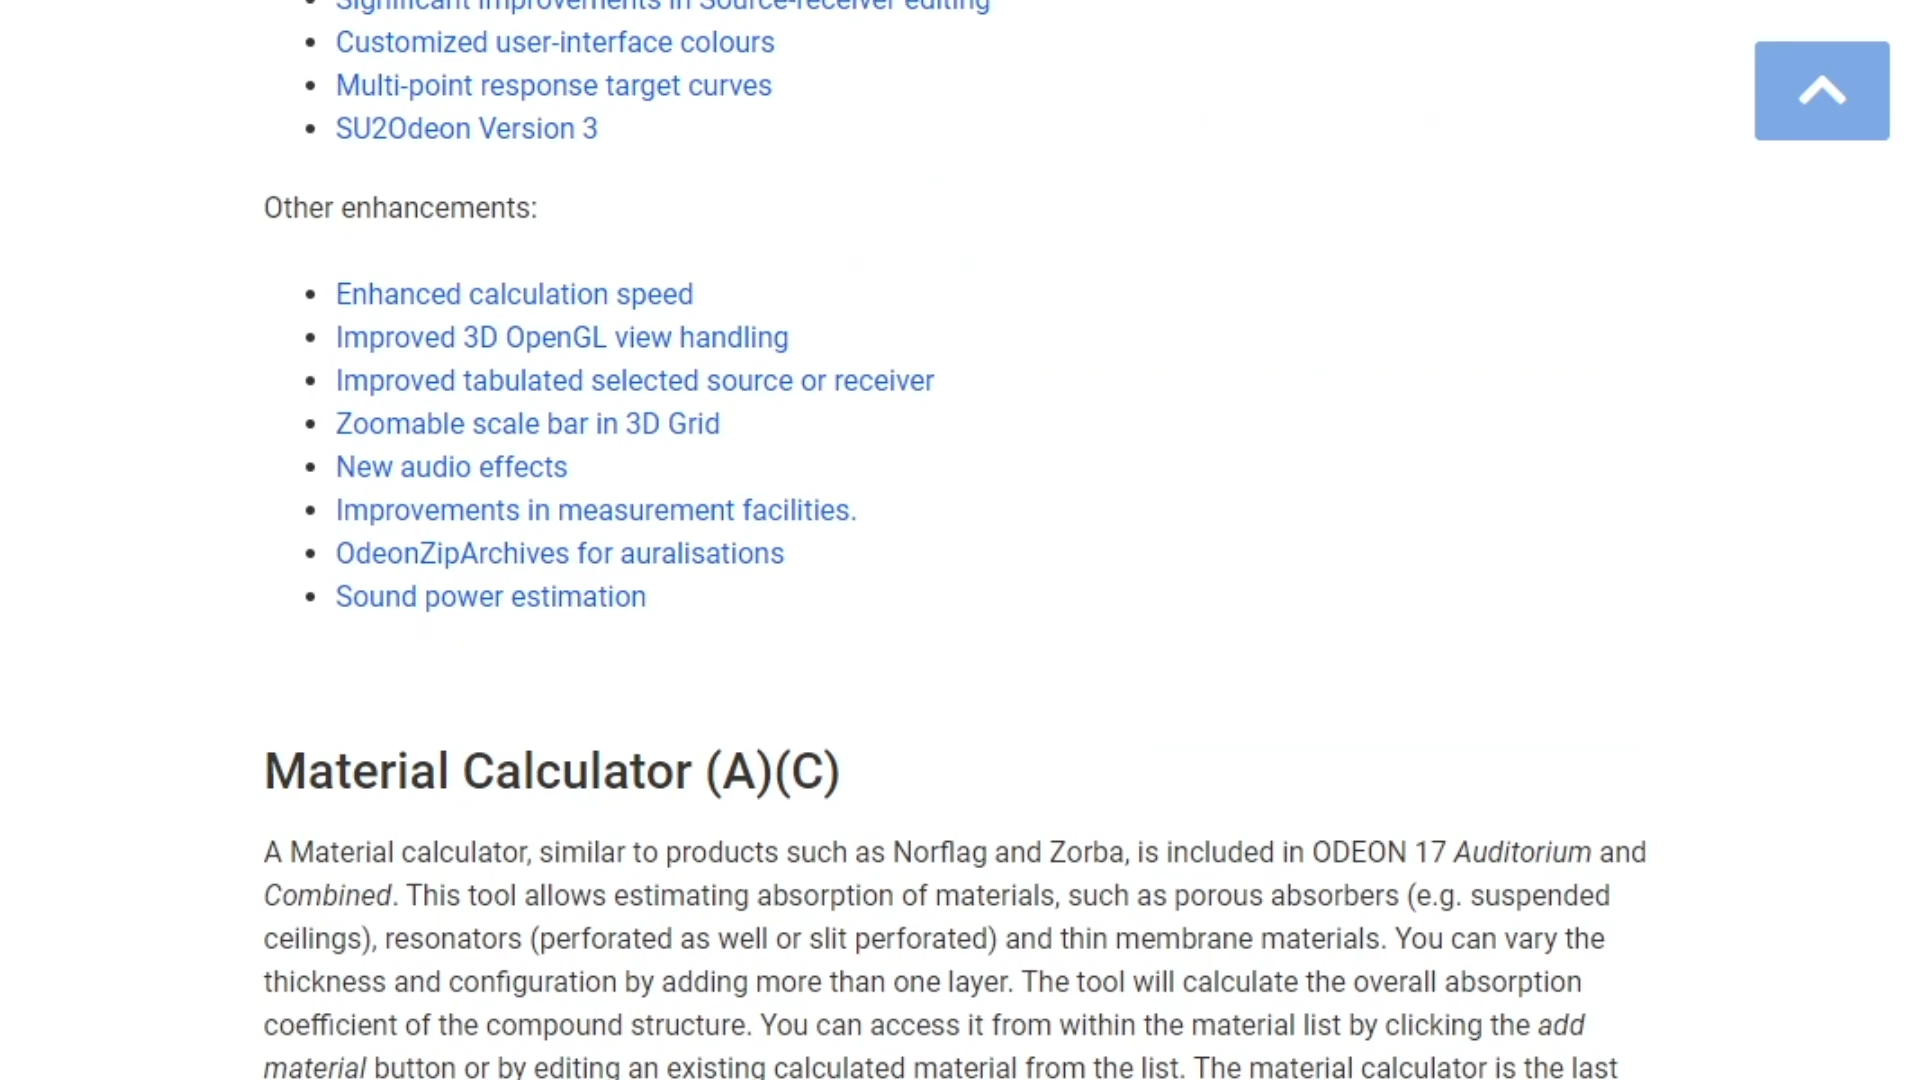 Significant improvements in Source-receiver editing
Customized user-interface colours
Multi-point response target curves
SU2Odeon Version 3
Other enhancements:
Enhanced calculation speed
Improved 3D OpenGL view handling
Improved tabulated selected source or receiver
Zoomable scale bar in 3D Grid
New audio effects
Improvements in measurement facilities.
OdeonZipArchives for auralisations
Sound power estimation
Material Calculator (A)(C)
A Material calculator, similar to products such as Norflag and Zorba, is included in ODEON 17 Auditorium and
Combined. This tool allows estimating absorption of materials, such as porous absorbers (e.g. suspended
ceilings), resonators (perforated as well or slit perforated) and thin membrane materials. You can vary the
thickness and configuration by adding more than one layer. The tool will calculate the overall absorption
coefficient of the compound structure. You can access it from within the material list by clicking the add
material button or by editing an existing calculated material from the list. The material calculator is the last